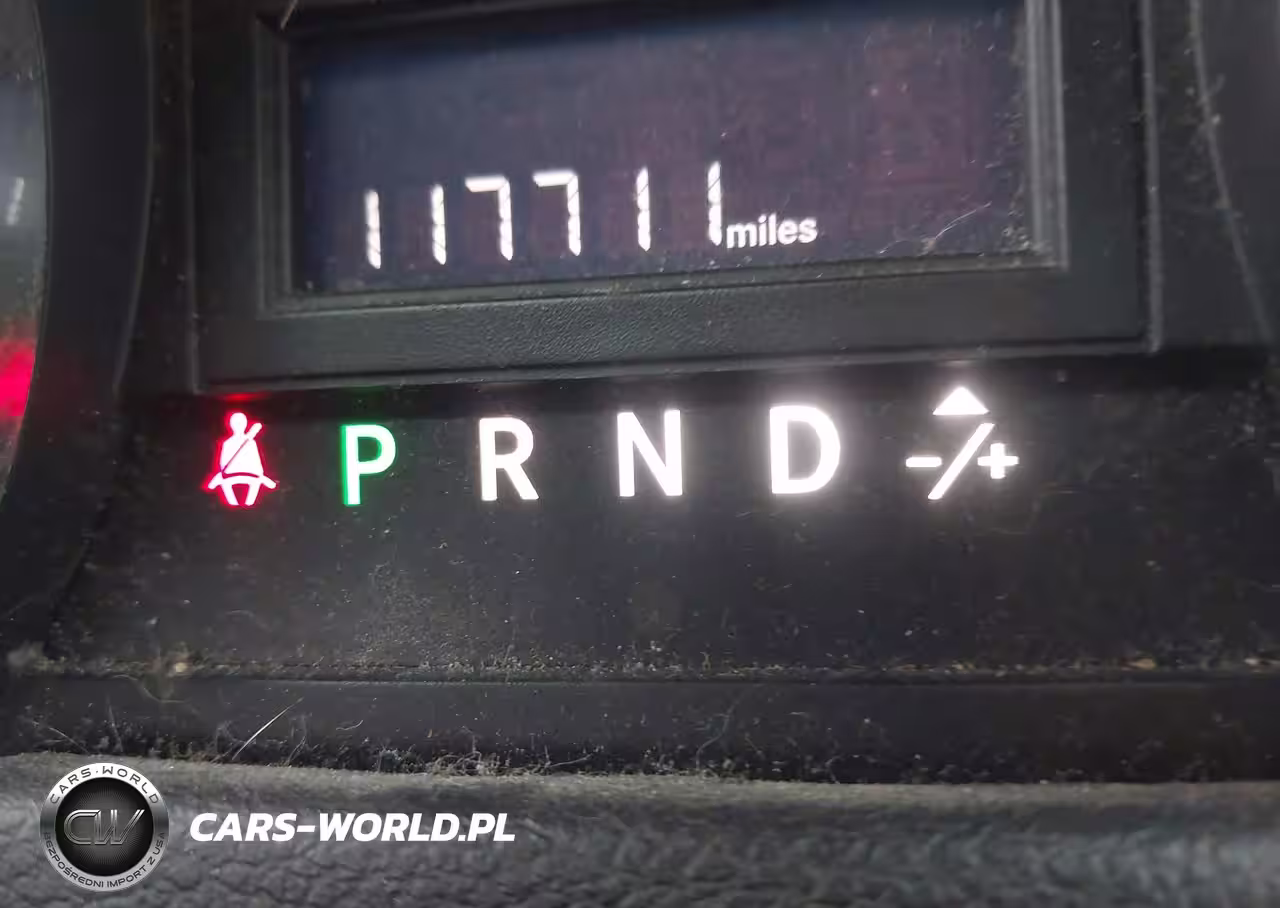 117711 miles
P R N D -/+
CARS-WORLD
CW
BEZPOŚREDNI IMPORT Z USA
CARS-WORLD.PL